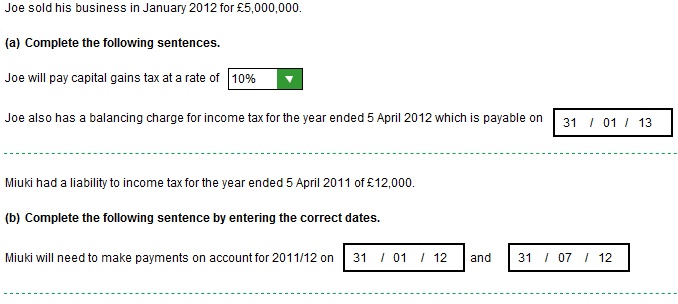 Joe sold his business in January 2012 for £5,000,000.
(a) Complete the following sentences.
Joe will pay capital gains tax at a rate of 10%
Joe also has a balancing charge for income tax for the year ended 5 April 2012 which is payable on 31 / 01 / 13
Miuki had a liability to income tax for the year ended 5 April 2011 of £12,000.
(b) Complete the following sentence by entering the correct dates.
Miuki will need to make payments on account for 2011/12 on 31 / 01 / 12 and 31 / 07 / 12